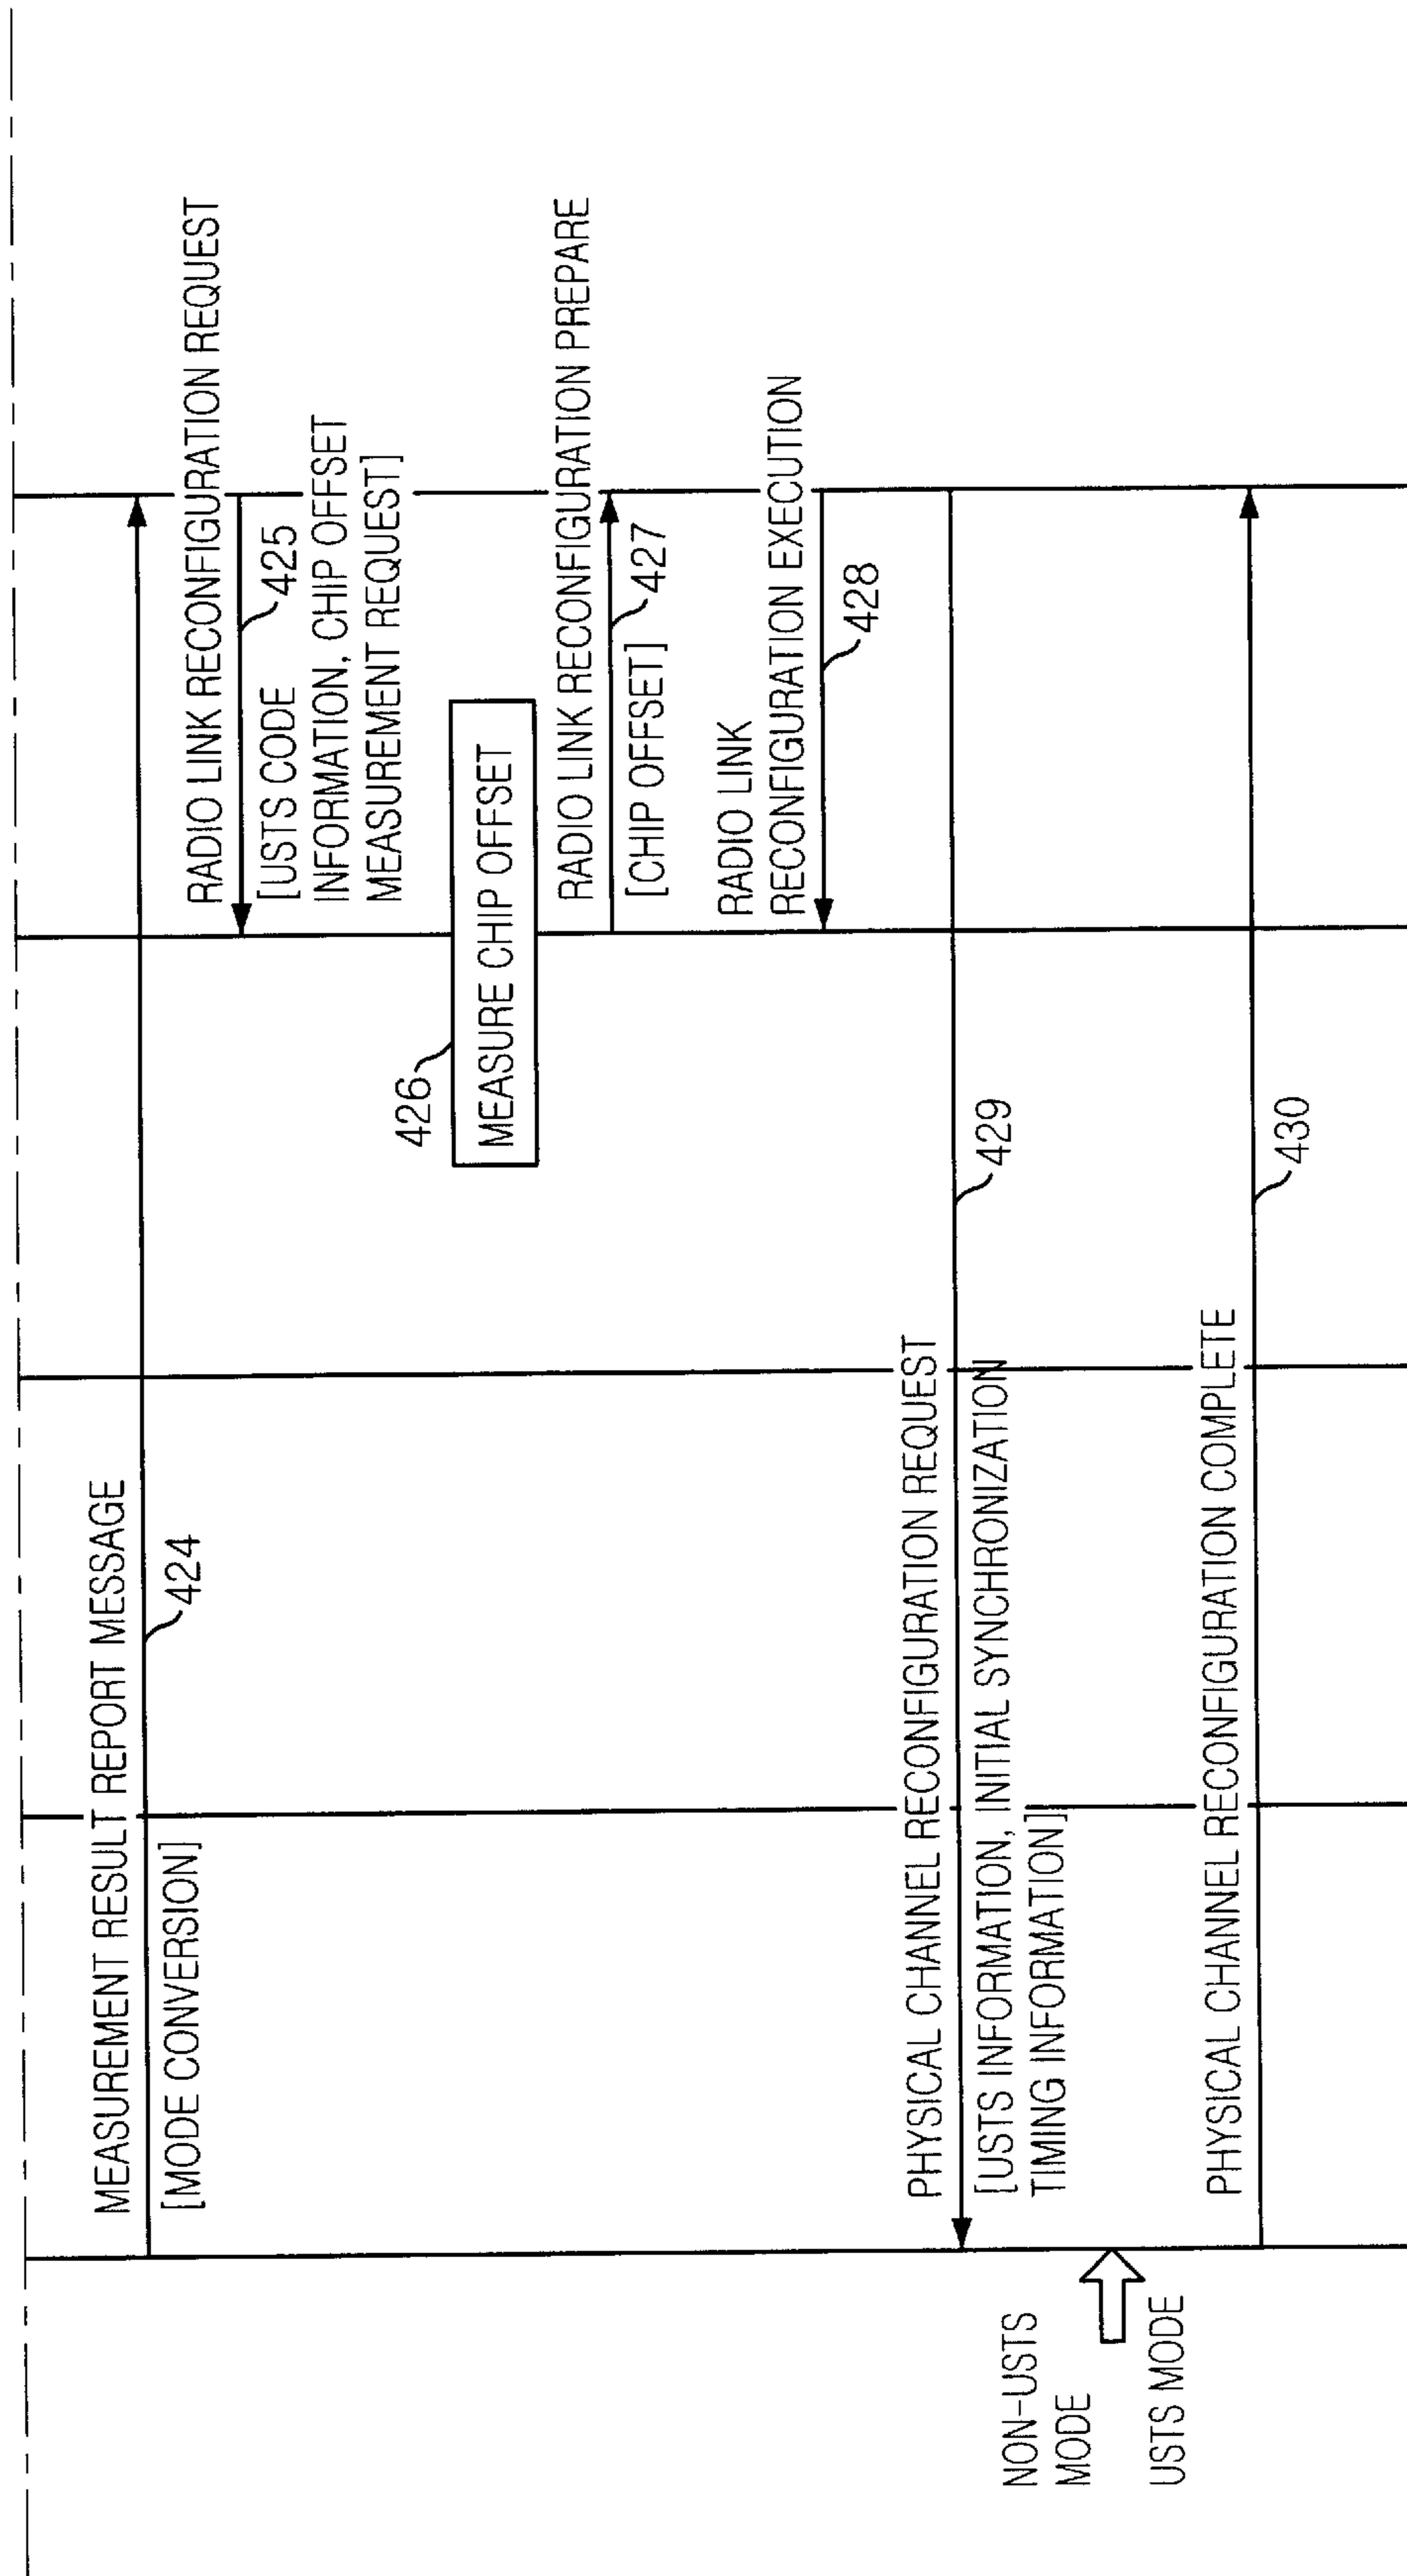 MEASUREMENT RESULT REPORT MESSAGE
424
[MODE CONVERSION]
RADIO LINK RECONFIGURATION REQUEST
425
[USTS CODE
INFORMATION, CHIP OFFSET
MEASUREMENT REQUEST]
426
MEASURE CHIP OFFSET
RADIO LINK RECONFIGURATION PREPARE
427
[CHIP OFFSET]
RADIO LINK
RECONFIGURATION EXECUTION
428
PHYSICAL CHANNEL RECONFIGURATION REQUEST
429
[USTS INFORMATION, INITIAL SYNCHRONIZATION
TIMING INFORMATION]
NON-USTS
MODE
USTS MODE
PHYSICAL CHANNEL RECONFIGURATION COMPLETE
430